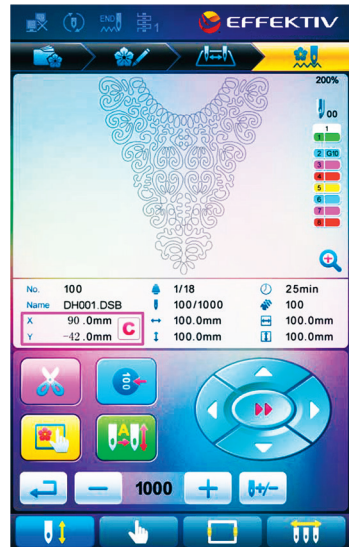 END
1
EFFEKTIV
200%
00
1
1
2 G10
3
4
5
6
7
8
No. 100 1/18 25min
Name DH001.DSB 100/1000 100
X 90.0mm C 100.0mm 100.0mm
Y -42.0mm 100.0mm 100.0mm
100
A
1000
+/-